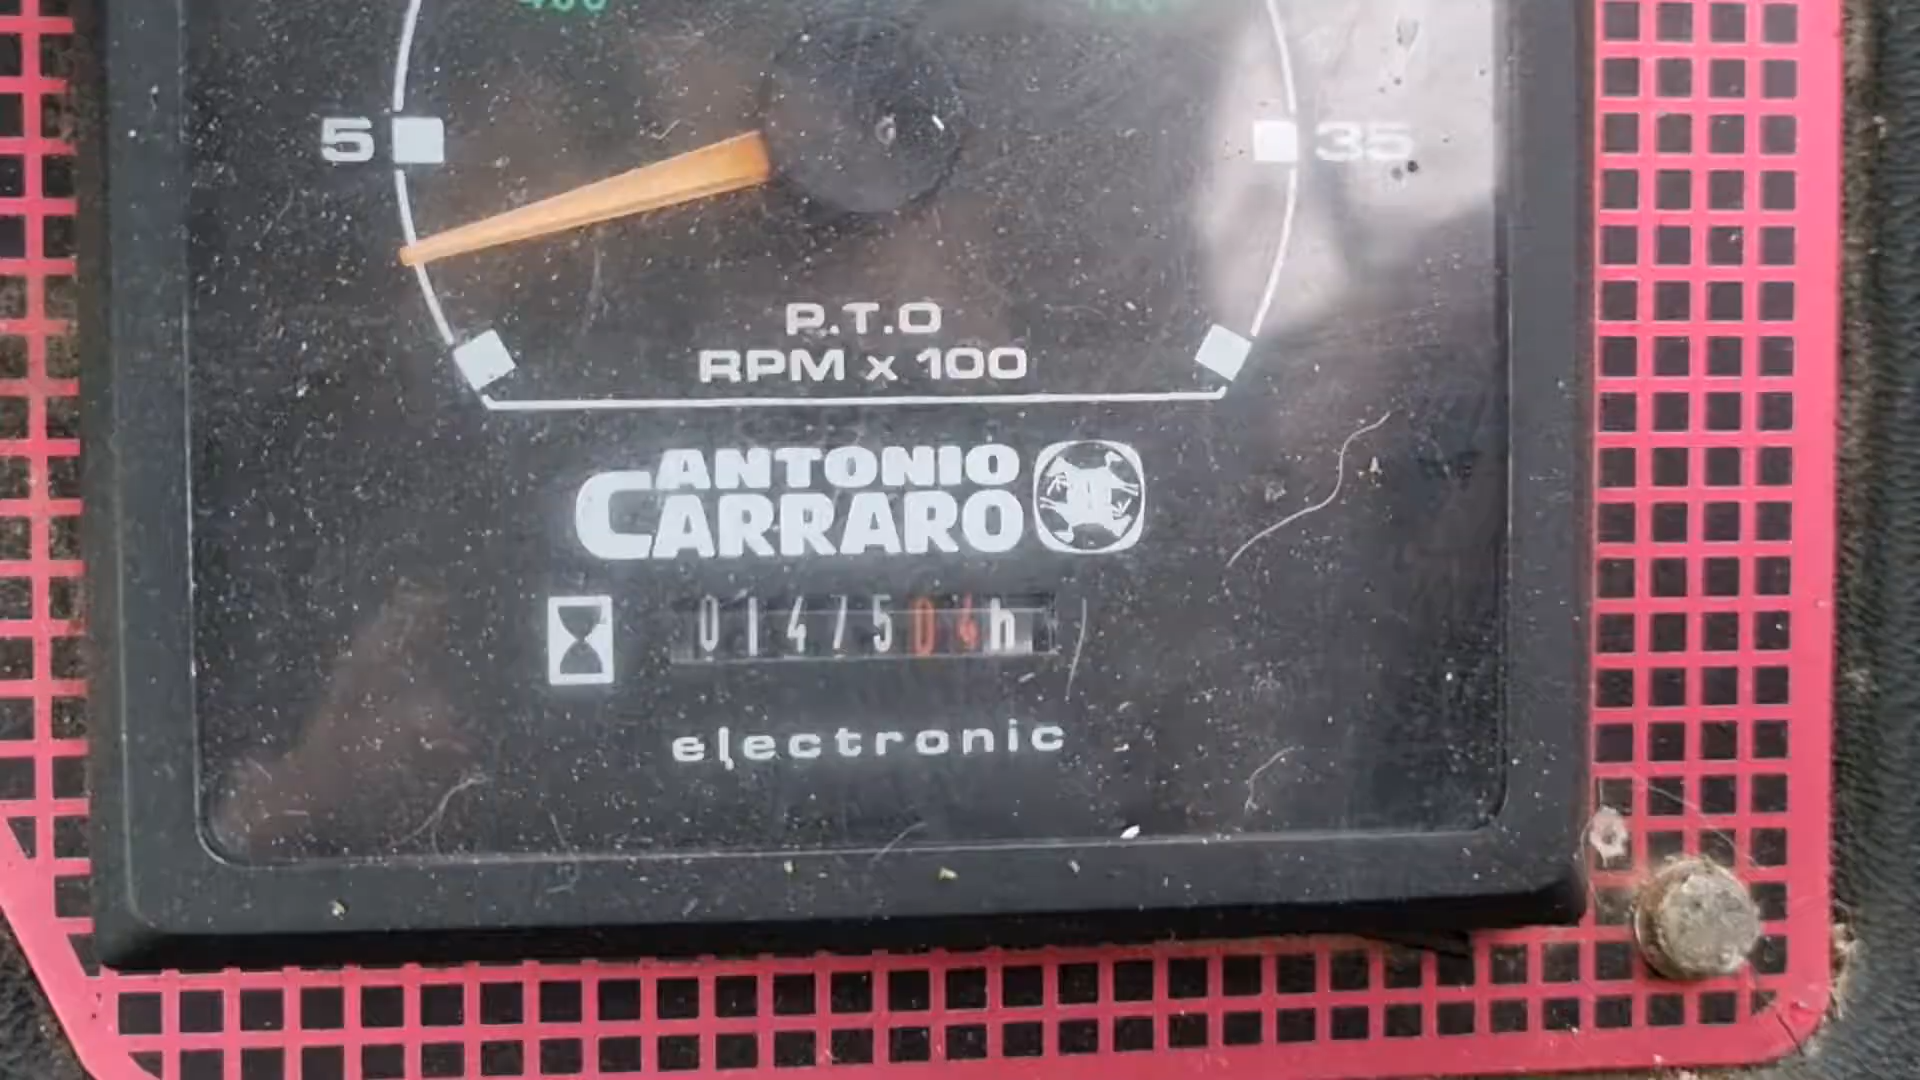 5
35
P.T.O
RPM x 100
ANTONIO
CARRARO
0147504h
electronic